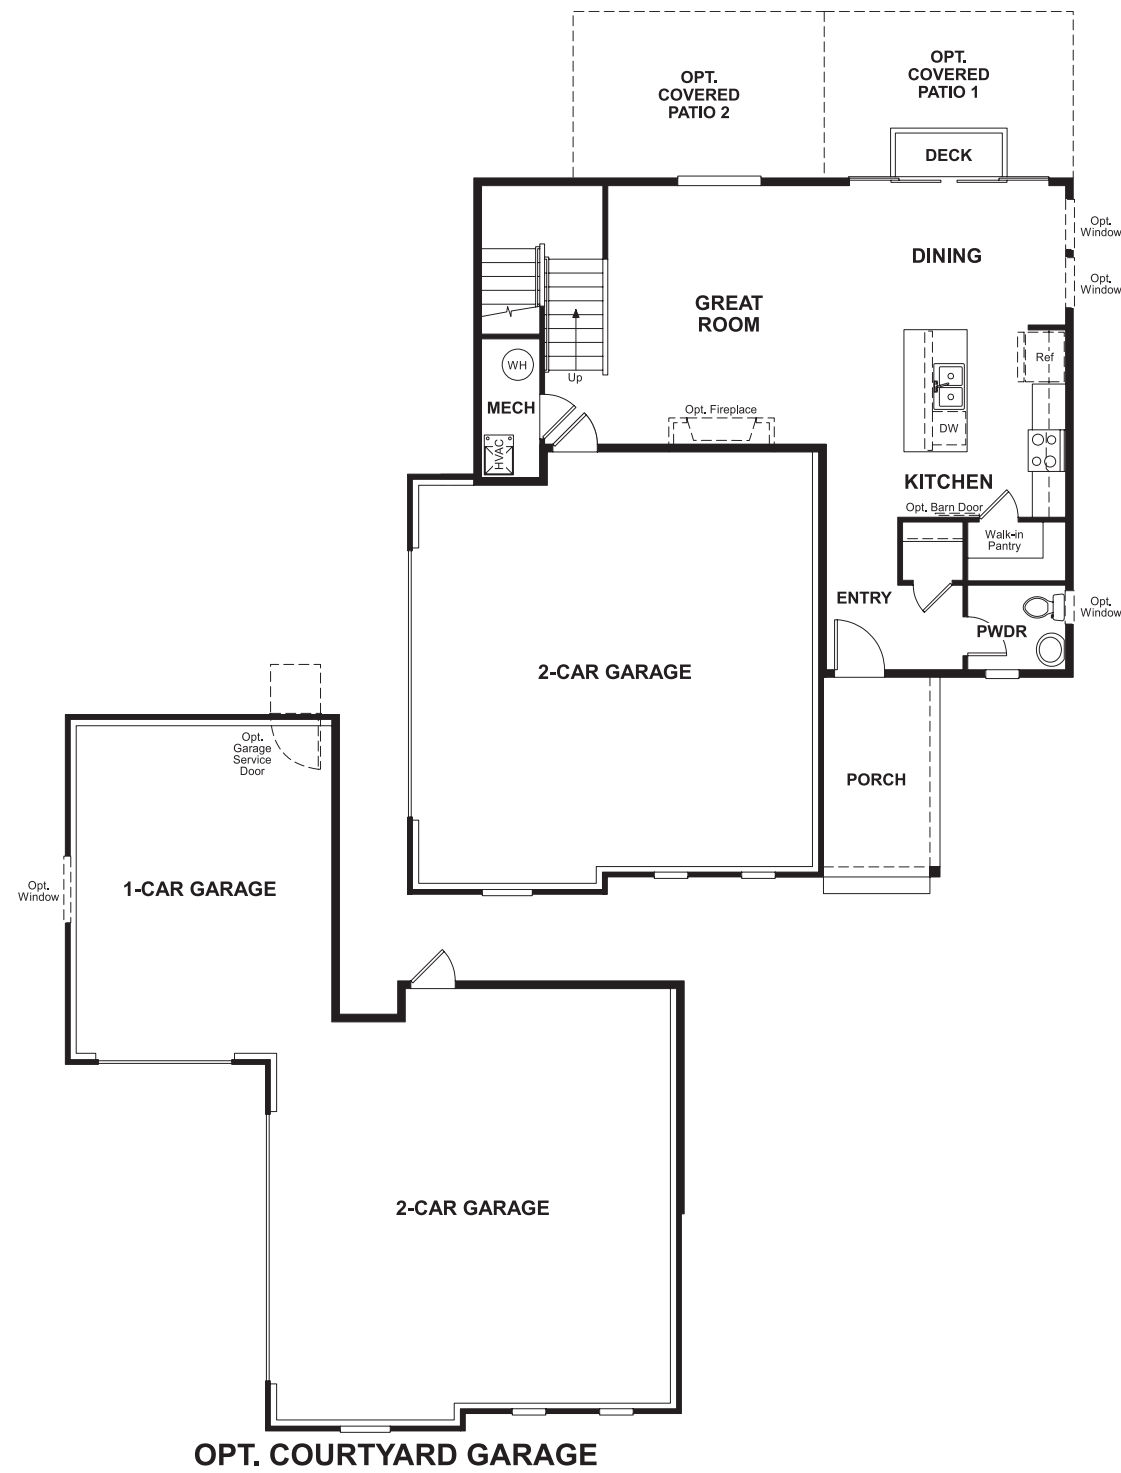 OPT.
COVERED
PATIO 2
OPT.
COVERED
PATIO 1
DECK
Opt.
Window
DINING
Opt.
Window
GREAT
ROOM
Ref
WH
Up
MECH
Opt. Fireplace
DW
HVAC
KITCHEN
Opt. Barn Door
Walk-in
Pantry
ENTRY
Opt.
Window
PWDR
2-CAR GARAGE
Opt.
Garage
Service
Door
PORCH
1-CAR GARAGE
Opt.
Window
2-CAR GARAGE
OPT. COURTYARD GARAGE